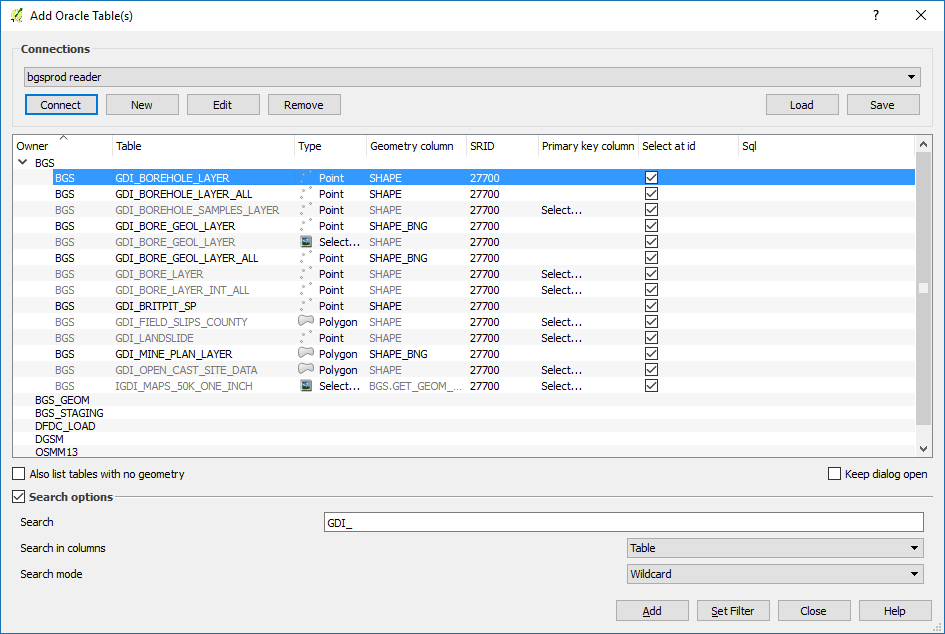 Add Oracle Table(s)
Connections
bgsprod reader
Connect New Edit Remove Load Save
Owner Table Type Geometry column SRID Primary key column Select at id Sql
BGS
BGS GDI_BOREHOLE_LAYER Point SHAPE 27700
BGS GDI_BOREHOLE_LAYER_ALL Point SHAPE 27700
BGS GDI_BOREHOLE_SAMPLES_LAYER Point SHAPE 27700 Select...
BGS GDI_BORE_GEOL_LAYER Point SHAPE_BNG 27700
BGS GDI_BORE_GEOL_LAYER Select... SHAPE 27700
BGS GDI_BORE_GEOL_LAYER_ALL Point SHAPE_BNG 27700
BGS GDI_BORE_LAYER Point SHAPE 27700 Select...
BGS GDI_BORE_LAYER_INT_ALL Point SHAPE 27700 Select...
BGS GDI_BRITPIT_SP Point SHAPE 27700
BGS GDI_FIELD_SLIPS_COUNTY Polygon SHAPE 27700 Select...
BGS GDI_LANDSLIDE Point SHAPE 27700 Select...
BGS GDI_MINE_PLAN_LAYER Polygon SHAPE_BNG 27700
BGS GDI_OPEN_CAST_SITE_DATA Polygon SHAPE 27700 Select...
BGS IGDI_MAPS_50K_ONE_INCH Select... BGS.GET_GEOM_... 27700 Select...
BGS_GEOM
BGS_STAGING
DFDC_LOAD
DGSM
OSMM13
Also list tables with no geometry Keep dialog open
Search options
Search GDI_
Search in columns Table
Search mode Wildcard
Add Set Filter Close Help